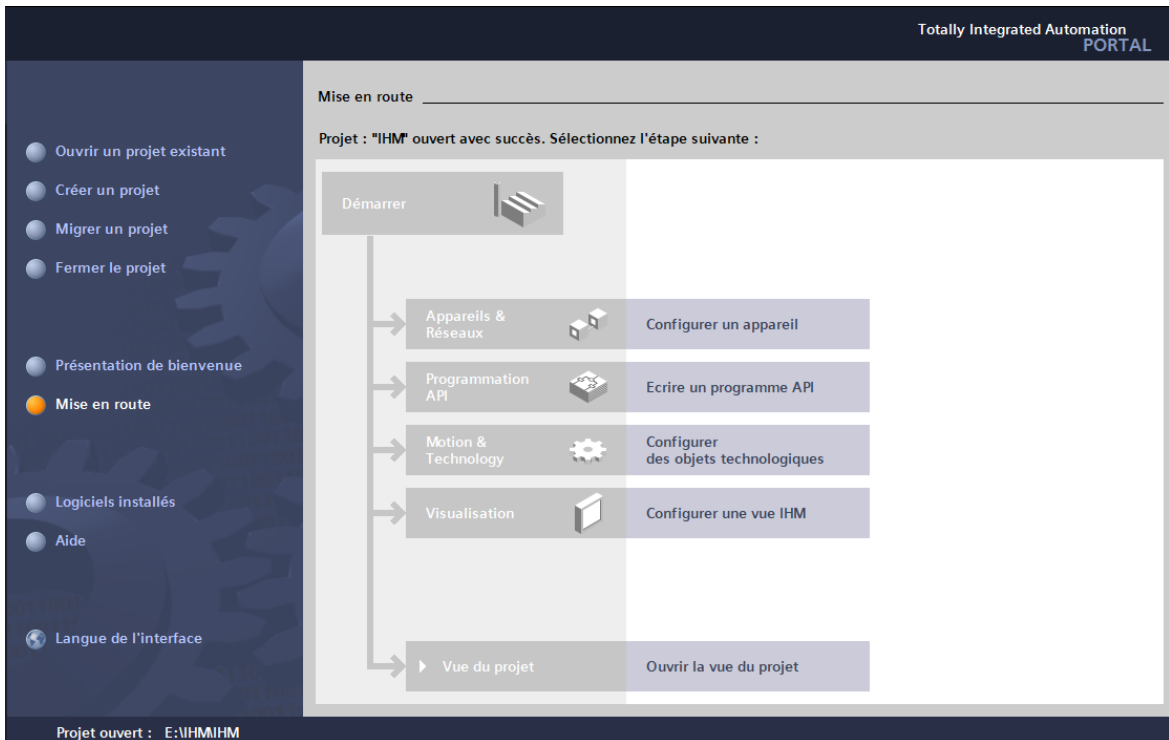 Totally Integrated Automation
PORTAL
Ouvrir un projet existant
Créer un projet
Migrer un projet
Fermer le projet
Présentation de bienvenue
Mise en route
Logiciels installés
Aide
Langue de l'interface
Mise en route
Projet : "IHM" ouvert avec succès. Sélectionnez l'étape suivante :
Démarrer
Appareils &
Réseaux
Configurer un appareil
Programmation
API
Ecrire un programme API
Motion &
Technology
Configurer
des objets technologiques
Visualisation
Configurer une vue IHM
Vue du projet
Ouvrir la vue du projet
Projet ouvert : E:\IHM\IHM